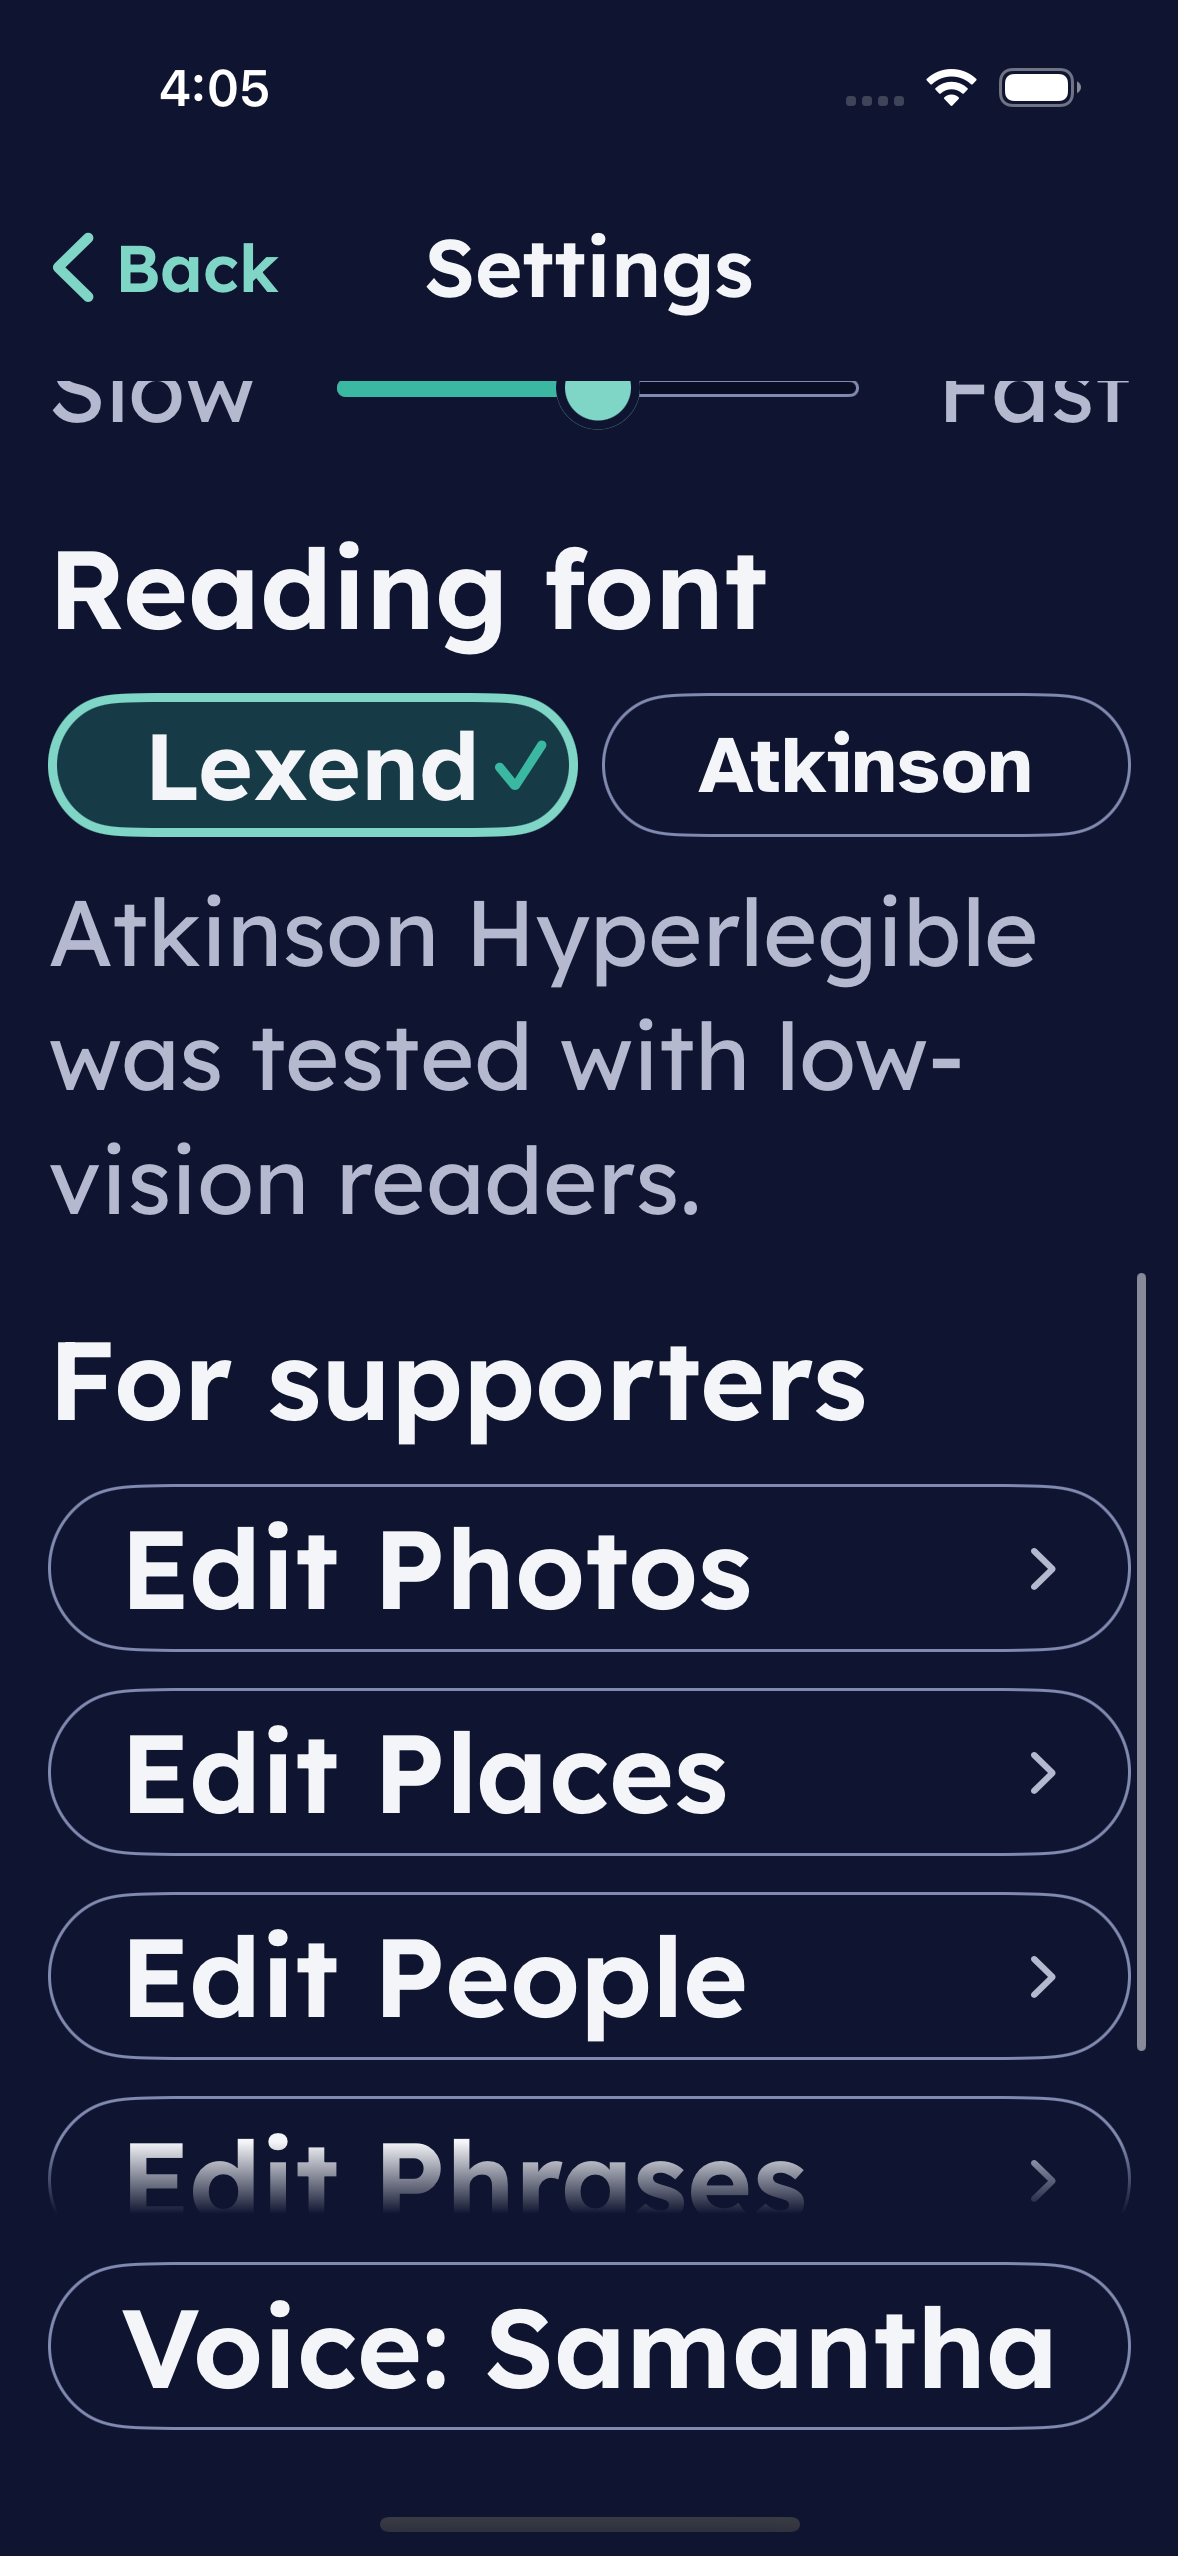 4:05
Back
Settings
Slow
Fast
Reading font
Lexend
Atkinson
Atkinson Hyperlegible
was tested with low-
vision readers.
For supporters
Edit Photos
Edit Places
Edit People
Edit Phrases
Voice: Samantha